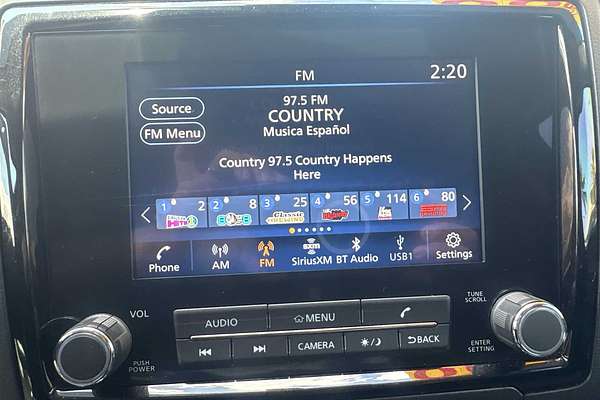 FM
2:20
Source
FM Menu
97.5 FM
COUNTRY
Musica Español
Country 97.5 Country Happens
Here
1 2
2 8
3 25
4 56
5 114
6 80
Classic
Phone
AM
FM
SiriusXM
BT Audio
USB1
Settings
VOL
PUSH
POWER
AUDIO
MENU
CAMERA
BACK
TUNE
SCROLL
ENTER
SETTING